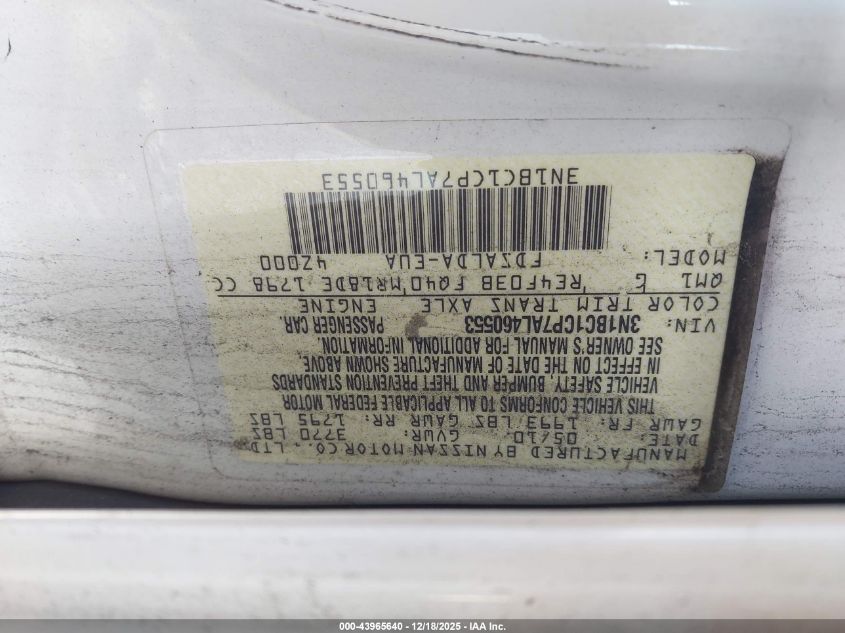 MANUFACTURED BY NISSAN MOTOR CO., LTD.
DATE: 05/10 GVWR: 3770 LBS
GAWR FR: 1993 LBS GAWR RR: 1795 LBS
THIS VEHICLE CONFORMS TO ALL APPLICABLE FEDERAL MOTOR
VEHICLE SAFETY, BUMPER AND THEFT PREVENTION STANDARDS
IN EFFECT ON THE DATE OF MANUFACTURE SHOWN ABOVE.
SEE OWNER'S MANUAL FOR ADDITIONAL INFORMATION.
VIN: 3N1BC1CP7AL460553 PASSENGER CAR.
COLOR TRIM TRANS AXLE ENGINE
QM1 G RE4F03B FQ40 MR18DE 1798 CC
MODEL: FDZALDA-EUA 4Z000
3N1BC1CP7AL460553
000-43965640 | 12/18/2025 - IAA Inc.